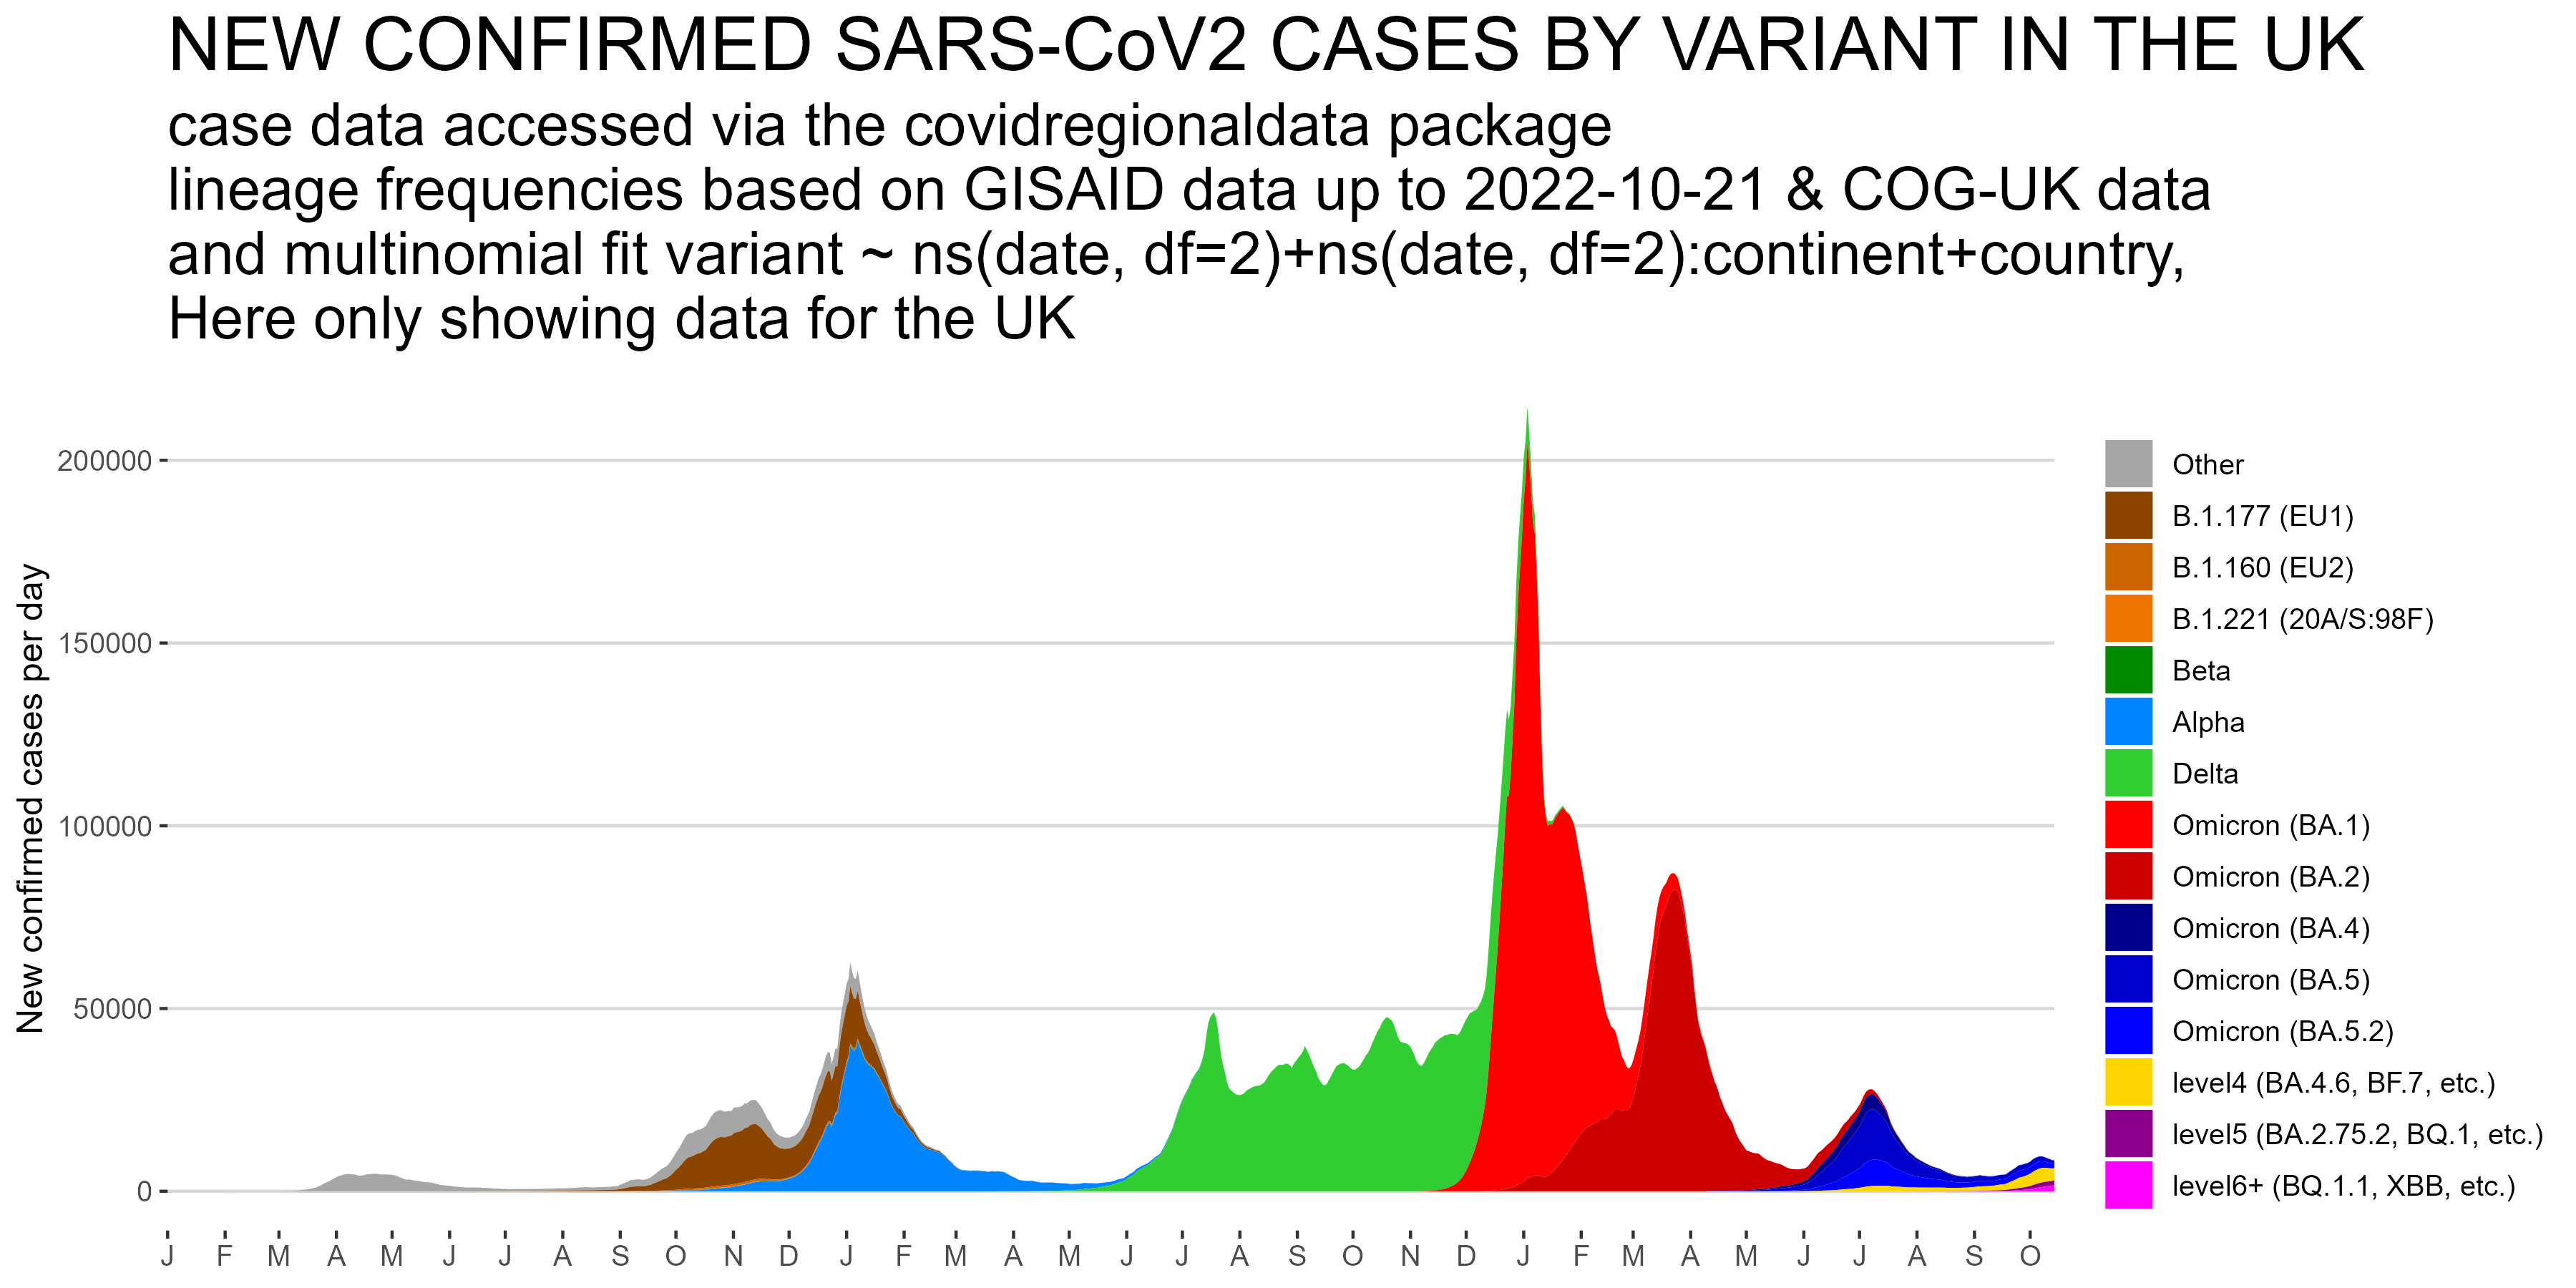 NEW CONFIRMED SARS-CoV2 CASES BY VARIANT IN THE UK
case data accessed via the covidregionaldata package
lineage frequencies based on GISAID data up to 2022-10-21 & COG-UK data
and multinomial fit variant ~ ns(date, df=2)+ns(date, df=2):continent+country,
Here only showing data for the UK
New confirmed cases per day
200000
150000
100000
50000
0
J F M A M J J A S O N D J F M A M J J A S O N D J F M A M J J A S O
Other
B.1.177 (EU1)
B.1.160 (EU2)
B.1.221 (20A/S:98F)
Beta
Alpha
Delta
Omicron (BA.1)
Omicron (BA.2)
Omicron (BA.4)
Omicron (BA.5)
Omicron (BA.5.2)
level4 (BA.4.6, BF.7, etc.)
level5 (BA.2.75.2, BQ.1, etc.)
level6+ (BQ.1.1, XBB, etc.)